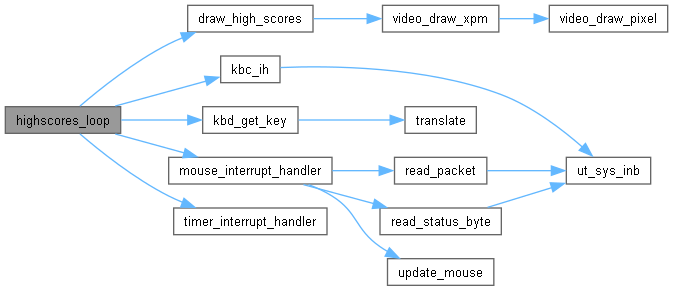 draw_high_scores
video_draw_xpm
video_draw_pixel
kbc_ih
highscores_loop
kbd_get_key
translate
mouse_interrupt_handler
read_packet
ut_sys_inb
timer_interrupt_handler
read_status_byte
update_mouse